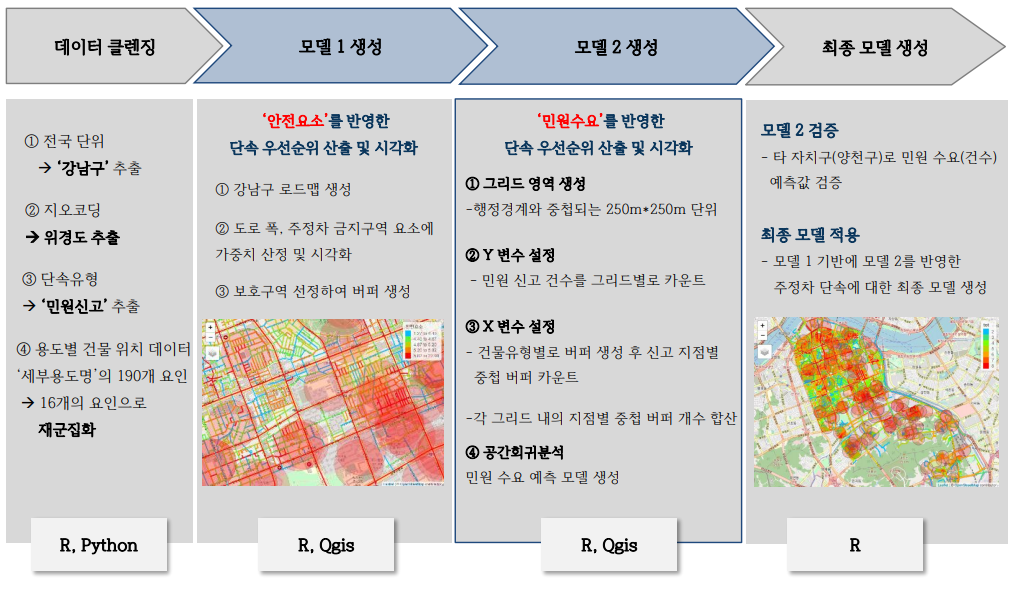 데이터 클렌징
모델 1 생성
모델 2 생성
최종 모델 생성
① 전국 단위
→ ‘강남구’ 추출
② 지오코딩
→ 위경도 추출
③ 단속유형
→ ‘민원신고’ 추출
④ 용도별 건물 위치 데이터
‘세부용도명’의 190개 요인
→ 16개의 요인으로
재군집화
R, Python
‘안전요소’를 반영한
단속 우선순위 산출 및 시각화
① 강남구 로드맵 생성
② 도로 폭, 주정차 금지구역 요소에
가중치 산정 및 시각화
③ 보호구역 선정하여 버퍼 생성
R, Qgis
‘민원수요’를 반영한
단속 우선순위 산출 및 시각화
① 그리드 영역 생성
-행정경계와 중첩되는 250m*250m 단위
② Y 변수 설정
- 민원 신고 건수를 그리드별로 카운트
③ X 변수 설정
- 건물유형별로 버퍼 생성 후 신고 지점별
중첩 버퍼 카운트
-각 그리드 내의 지점별 중첩 버퍼 개수 합산
④ 공간회귀분석
민원 수요 예측 모델 생성
R, Qgis
모델 2 검증
- 타 자치구(양천구)로 민원 수요(건수)
예측값 검증
최종 모델 적용
- 모델 1 기반에 모델 2를 반영한
주정차 단속에 대한 최종 모델 생성
R